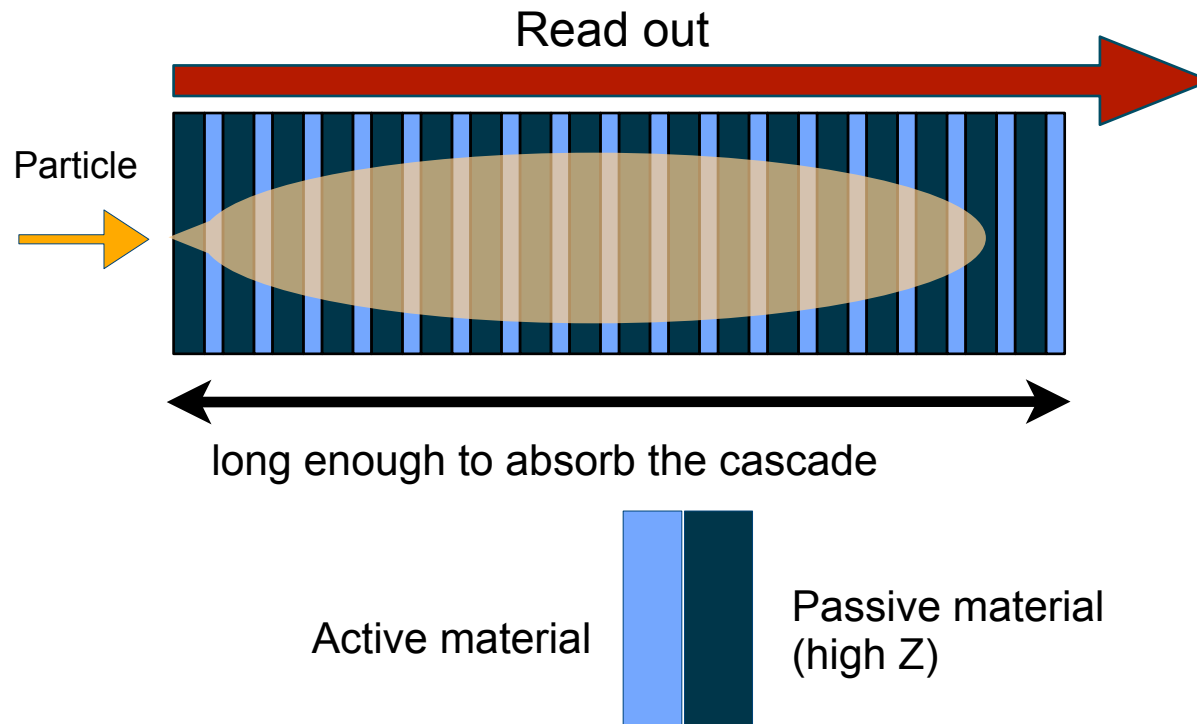 Read out
Particle
long enough to absorb the cascade
Active material
Passive material
(high Z)